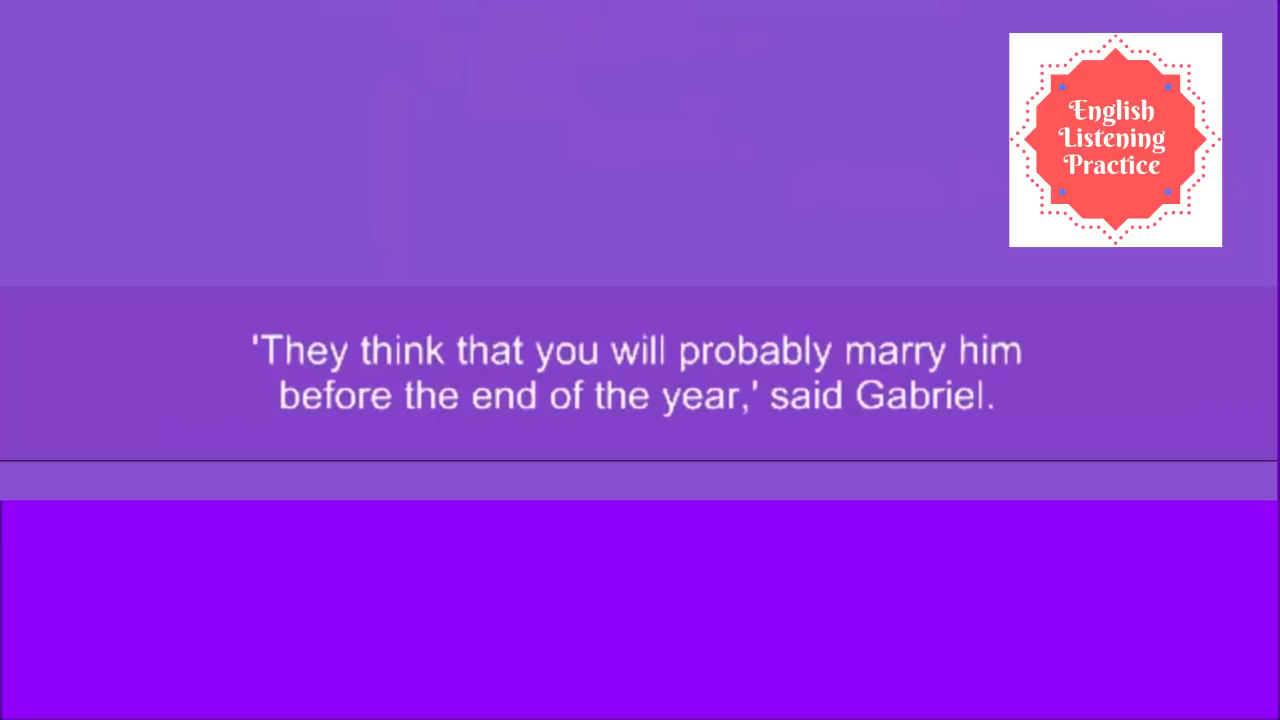 English
Listening
Practice
'They think that you will probably marry him
before the end of the year,' said Gabriel.